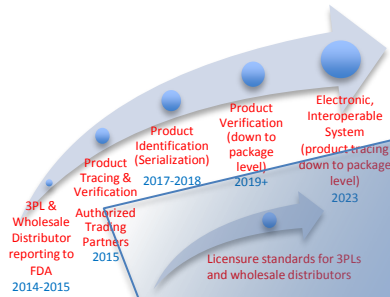 3PL &
Wholesale
Distributor
reporting to
FDA
2014-2015
Product
Tracing &
Verification
Authorized
Trading
Partners
2015
Product
Identification
(Serialization)
2017-2018
Product
Verification
(down to
package
level)
2019+
Electronic,
Interoperable
System
(product tracing
down to package
level)
2023
Licensure standards for 3PLs
and wholesale distributors